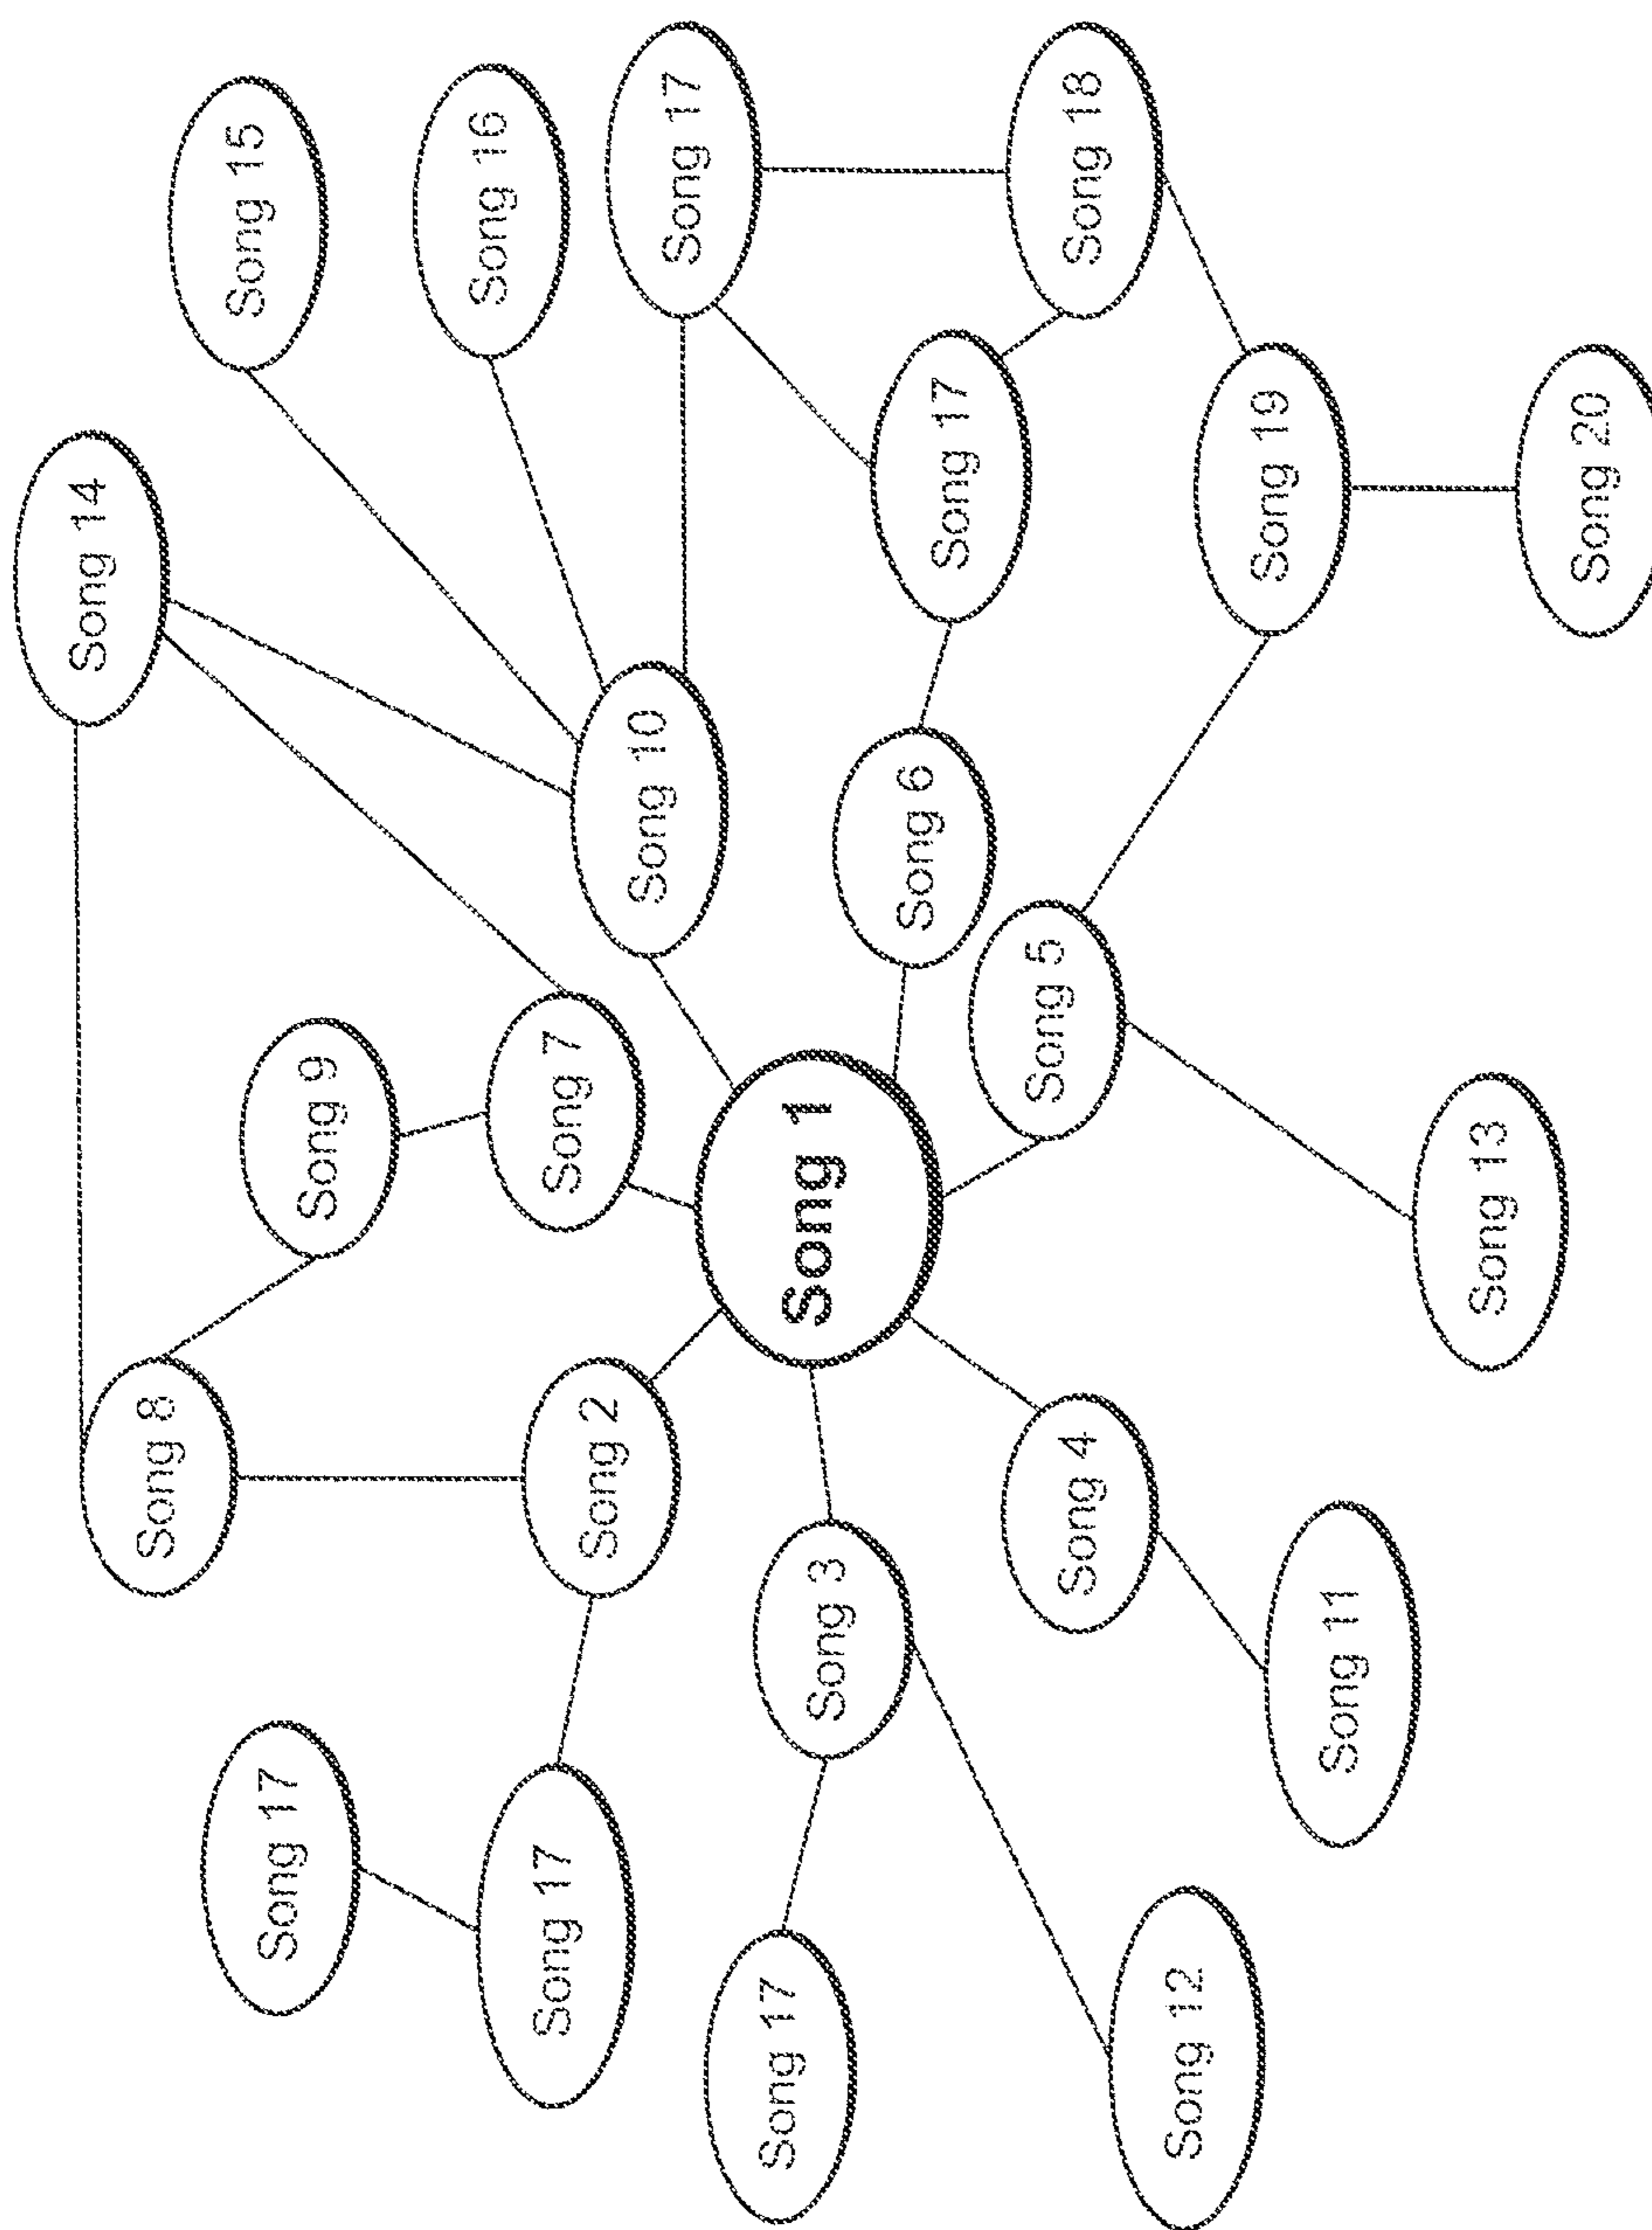 Song 14
Song 8
Song 15
Song 17
Song 9
Song 16
Song 7
Song 17
Song 2
Song 10
Song 17
Song 17
Song 1
Song 3
Song 6
Song 17
Song 5
Song 4
Song 18
Song 12
Song 19
Song 11
Song 13
Song 20